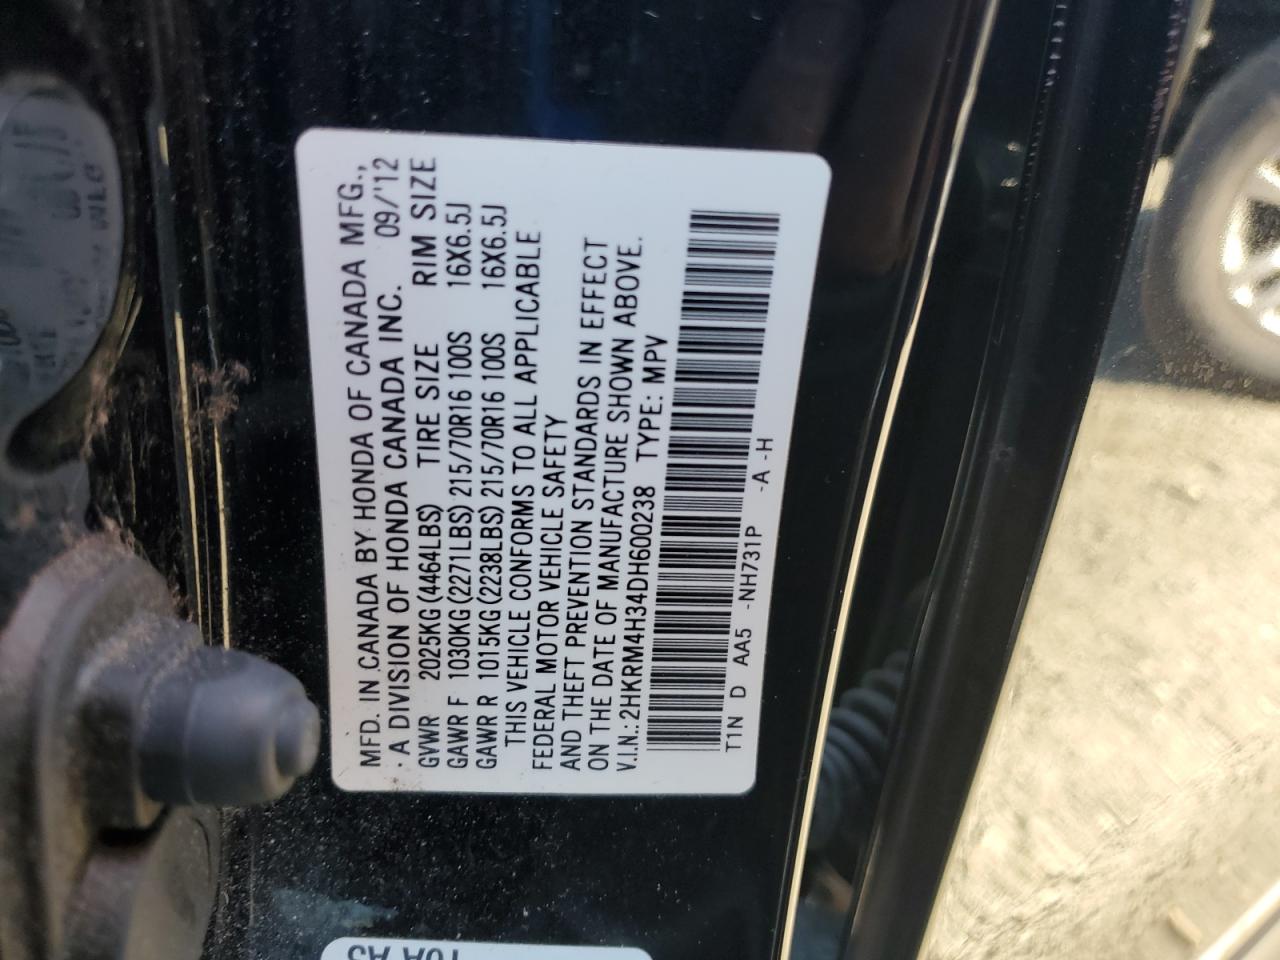 MFD. IN CANADA BY HONDA OF CANADA MFG.,
A DIVISION OF HONDA CANADA INC. 09/'12
GVWR 2025KG (4464LBS) TIRE SIZE RIM SIZE
GAWR F 1030KG (2271LBS) 215/70R16 100S 16X6.5J
GAWR R 1015KG (2238LBS) 215/70R16 100S 16X6.5J
THIS VEHICLE CONFORMS TO ALL APPLICABLE
FEDERAL MOTOR VEHICLE SAFETY
AND THEFT PREVENTION STANDARDS IN EFFECT
ON THE DATE OF MANUFACTURE SHOWN ABOVE.
V.I.N.: 2HKRM4H34DH600238 TYPE: MPV
T1N D AA5 -NH731P -A -H